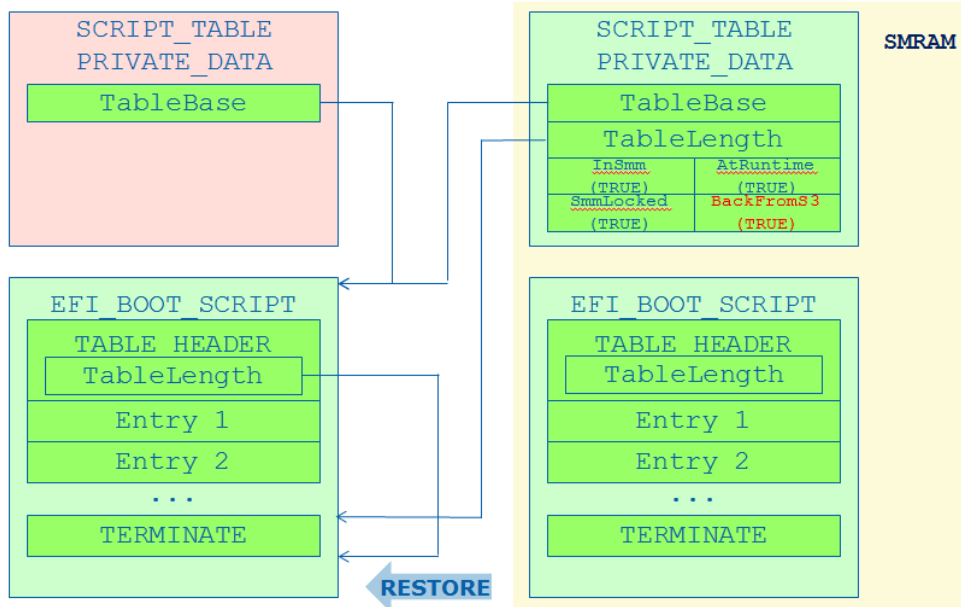 SCRIPT_TABLE
PRIVATE_DATA
TableBase
SCRIPT_TABLE
PRIVATE_DATA
TableBase
TableLength
InSmm
(TRUE)
AtRuntime
(TRUE)
SmmLocked
(TRUE)
BackFromS3
(TRUE)
SMRAM
EFI_BOOT_SCRIPT
TABLE HEADER
TableLength
Entry 1
Entry 2
...
TERMINATE
EFI_BOOT_SCRIPT
TABLE HEADER
TableLength
Entry 1
Entry 2
...
TERMINATE
RESTORE